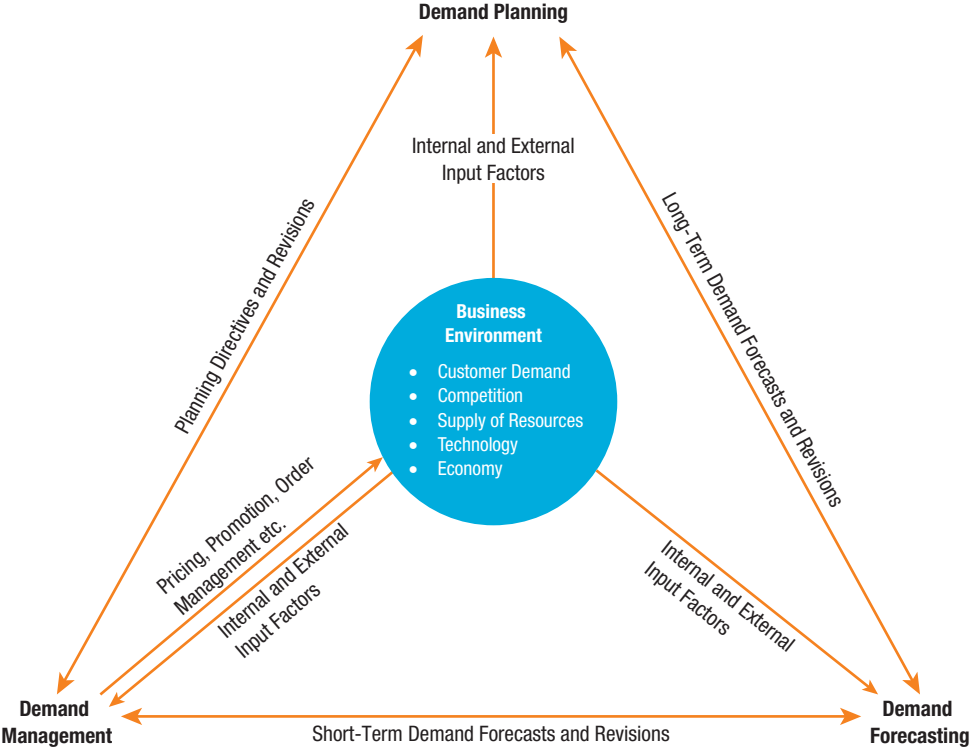 Demand Planning
Internal and External
Input Factors
Planning Directives and Revisions
Long-Term Demand Forecasts and Revisions
Business
Environment
• Customer Demand
• Competition
• Supply of Resources
• Technology
• Economy
Pricing, Promotion, Order
Management etc.
Internal and External
Input Factors
Internal and External
Input Factors
Demand
Management
Short-Term Demand Forecasts and Revisions
Demand
Forecasting